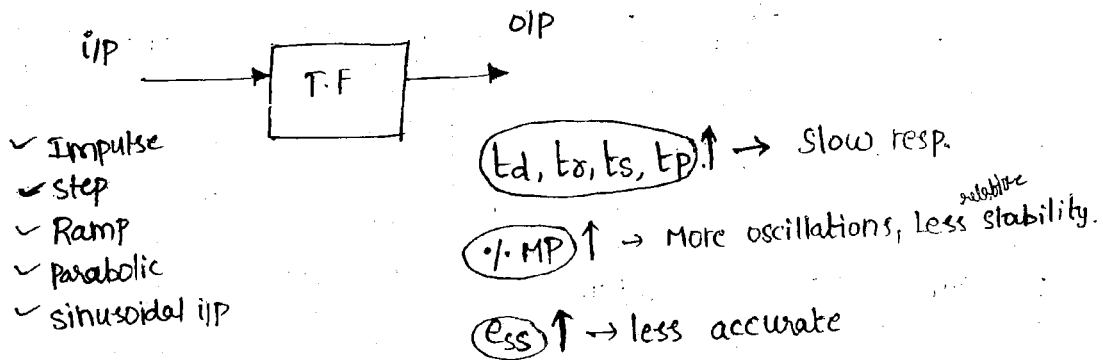 i/p
o/p
T.F
✓ Impulse
✓ step
✓ Ramp
✓ parabolic
✓ sinusoidal i/p
td, tr, ts, tp ↑ → Slow resp.
relative
% MP ↑ → More oscillations, Less stability.
ess ↑ → less accurate